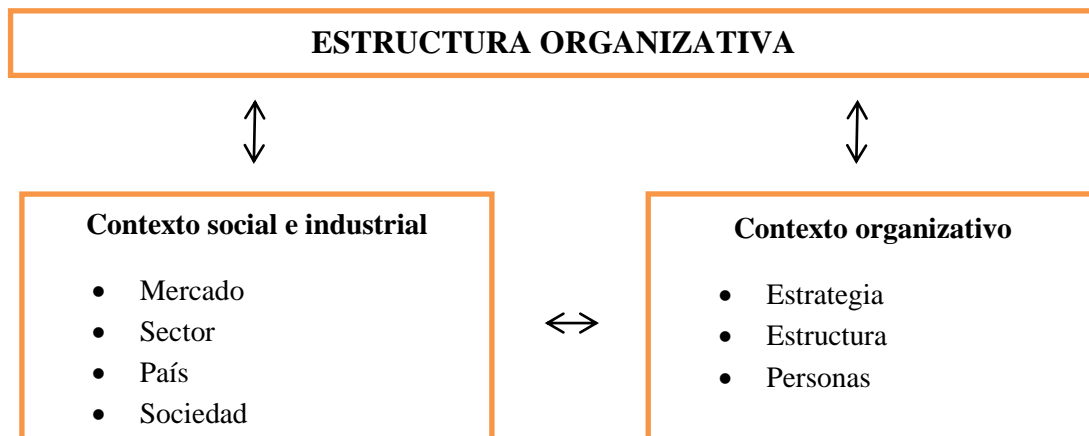 ESTRUCTURA ORGANIZATIVA
Contexto social e industrial
• Mercado
• Sector
• País
• Sociedad
Contexto organizativo
• Estrategia
• Estructura
• Personas